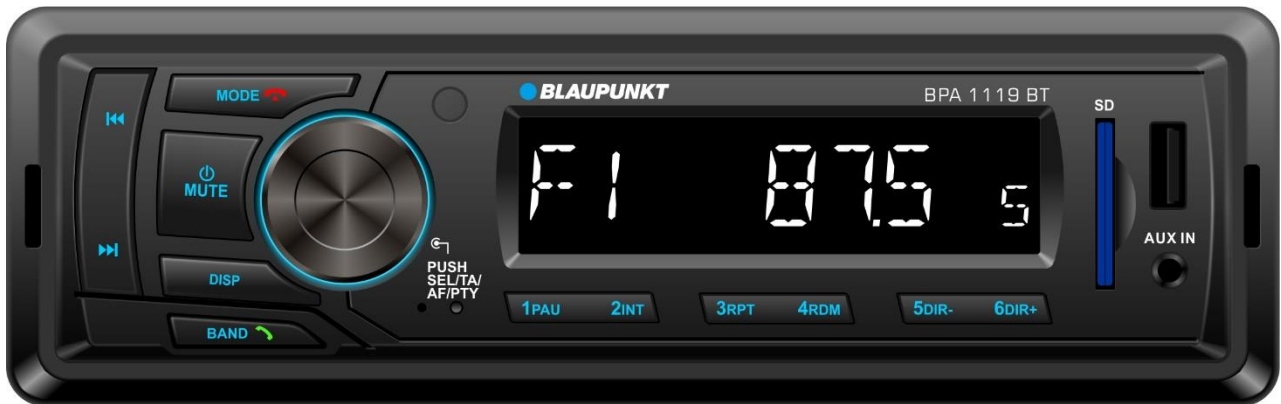 MODE
MUTE
DISP
BAND
PUSH
SEL/TA/
AF/PTY
BLAUPUNKT
BPA 1119 BT
F1 87.5 S
1PAU 2INT 3RPT 4RDM 5DIR- 6DIR+
SD
AUX IN